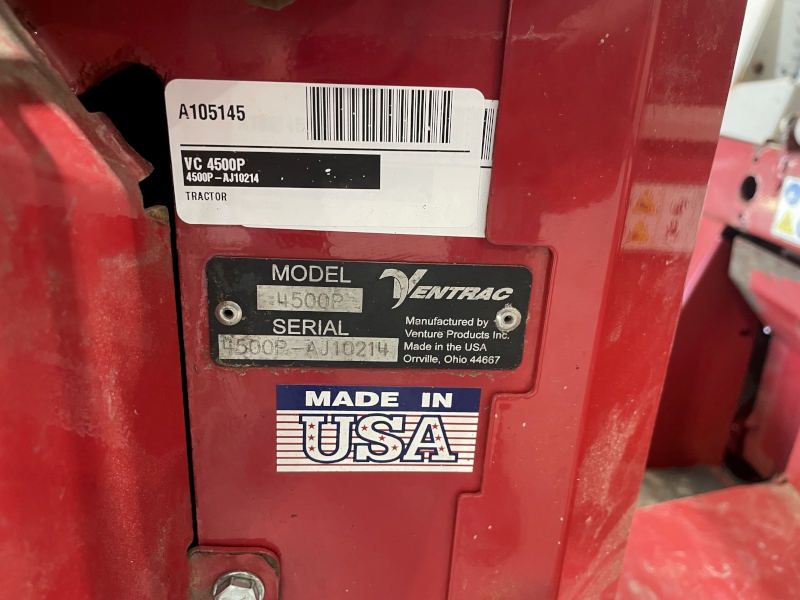 A105145
VC 4500P
4500P-AJ10214
TRACTOR
MODEL
4500P
SERIAL
4500P-AJ10214
VENTRAC
Manufactured by
Venture Products Inc.
Made in the USA
Orrville, Ohio 44667
MADE IN
USA